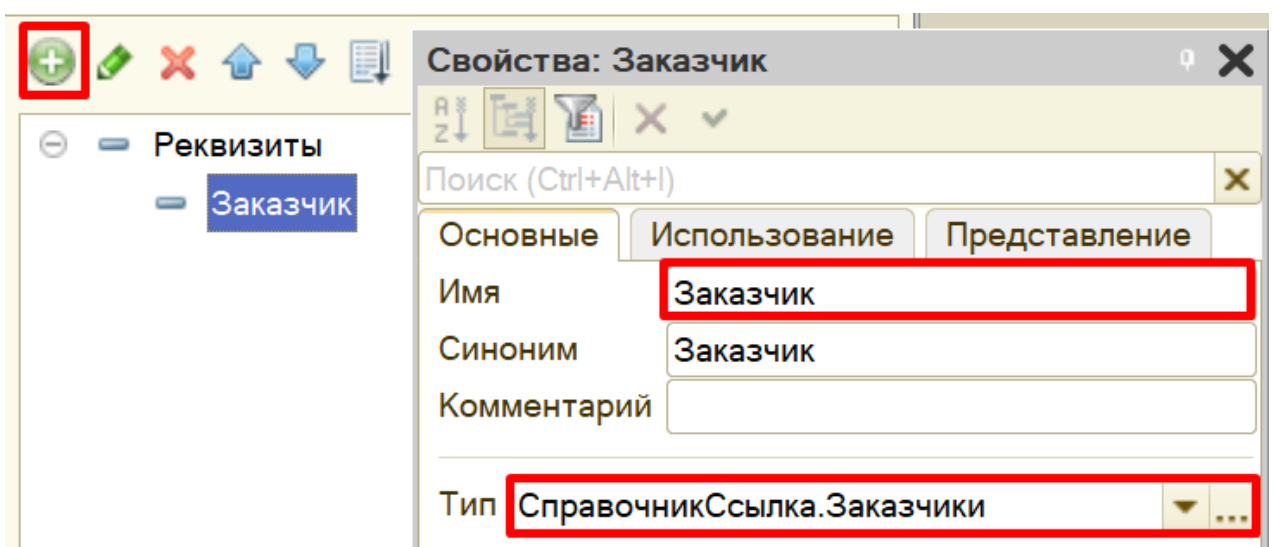 Свойства: Заказчик
Реквизиты
Заказчик
Поиск (Ctrl+Alt+I)
Основные Использование Представление
Имя Заказчик
Синоним Заказчик
Комментарий
Тип СправочникСсылка.Заказчики ...